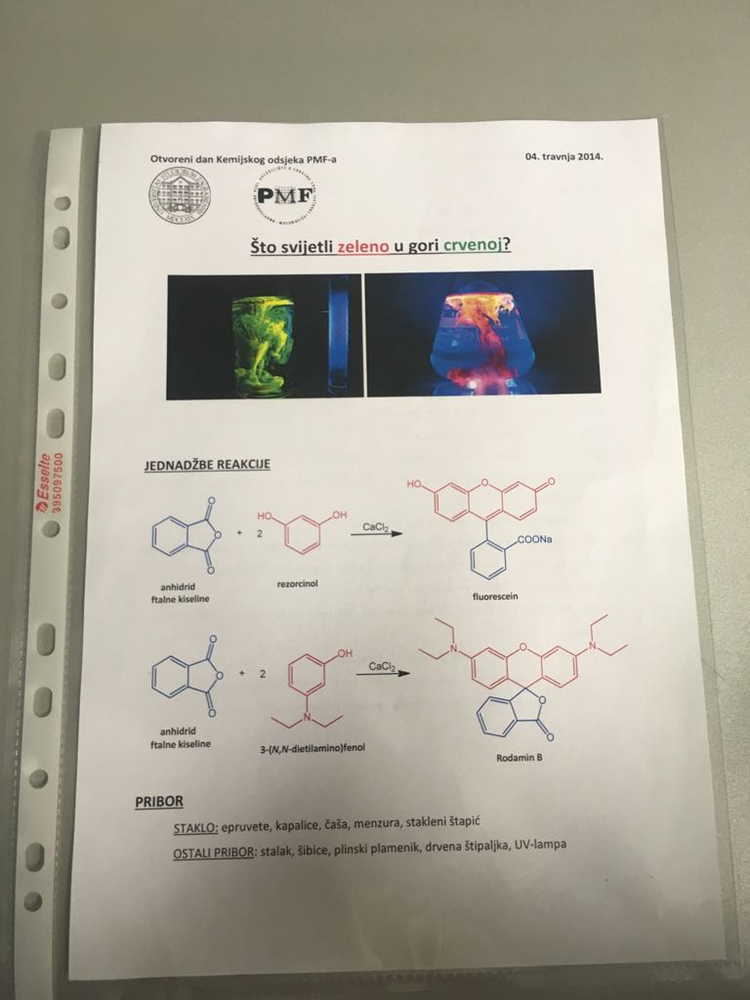 Otvoreni dan Kemijskog odsjeka PMF-a
04. travnja 2014.
PMF
Što svijetli zeleno u gori crvenoj?
Esselte
395097500
JEDNADŽBE REAKCIJE
O
O
O
+ 2
HO
OH
CaCl₂
HO
O
O
COONa
anhidrid
ftalne kiseline
rezorcinol
fluorescein
O
O
O
+ 2
OH
N
CaCl₂
N
O
N
O
O
anhidrid
ftalne kiseline
3-(N,N-dietilamino)fenol
Rodamin B
PRIBOR
STAKLO: epruvete, kapalice, čaša, menzura, stakleni štapić
OSTALI PRIBOR: stalak, šibice, plinski plamenik, drvena štipaljka, UV-lampa